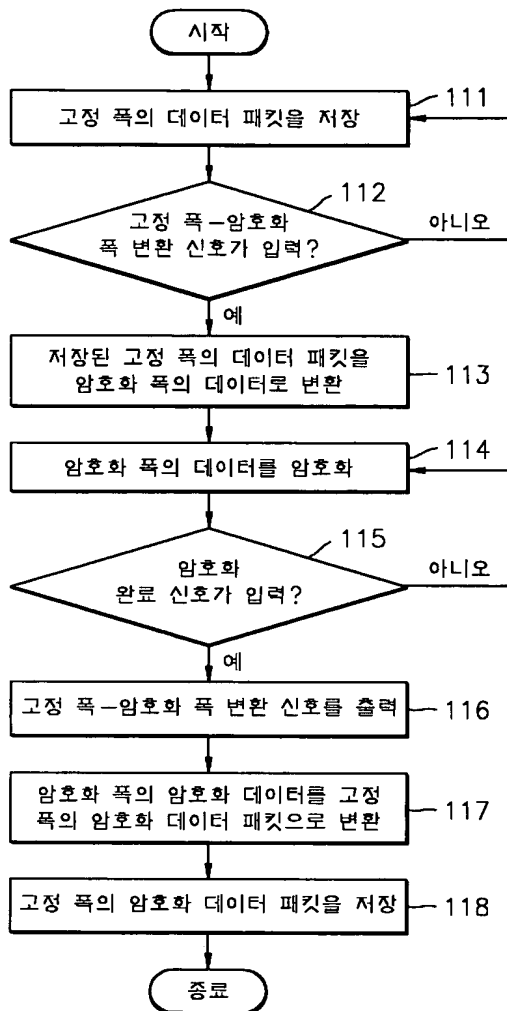 시작
고정 폭의 데이터 패킷을 저장
111
112
고정 폭-암호화
폭 변환 신호가 입력?
아니오
예
저장된 고정 폭의 데이터 패킷을
암호화 폭의 데이터로 변환
113
암호화 폭의 데이터를 암호화
114
115
암호화
완료 신호가 입력?
아니오
예
고정 폭-암호화 폭 변환 신호를 출력
116
암호화 폭의 암호화 데이터를 고정
폭의 암호화 데이터 패킷으로 변환
117
고정 폭의 암호화 데이터 패킷을 저장
118
종료